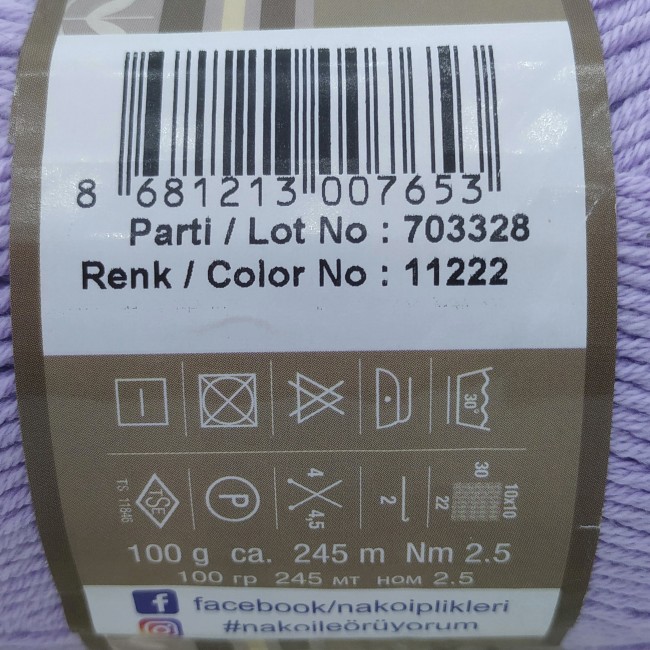 8 681213 007653
Parti / Lot No : 703328
Renk / Color No : 11222
30°
TS 11846
TSE
P
4
4,5
2
22
30
10x10
100 g ca. 245 m Nm 2.5
100 гр 245 мт ном 2.5
facebook/nakoiplikleri
#nakoileörüyorum